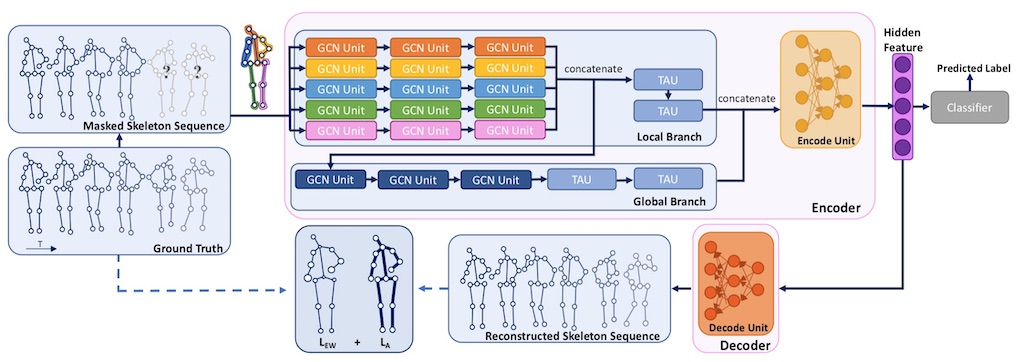 ? ?
Masked Skeleton Sequence
T
Ground Truth
GCN Unit GCN Unit GCN Unit
GCN Unit GCN Unit GCN Unit
GCN Unit GCN Unit GCN Unit
GCN Unit GCN Unit GCN Unit
GCN Unit GCN Unit GCN Unit
concatenate
TAU
TAU
Local Branch
concatenate
GCN Unit GCN Unit GCN Unit TAU TAU
Global Branch
Encode Unit
Encoder
Hidden
Feature
Predicted Label
Classifier
L_EW + L_A
Reconstructed Skeleton Sequence
Decode Unit
Decoder